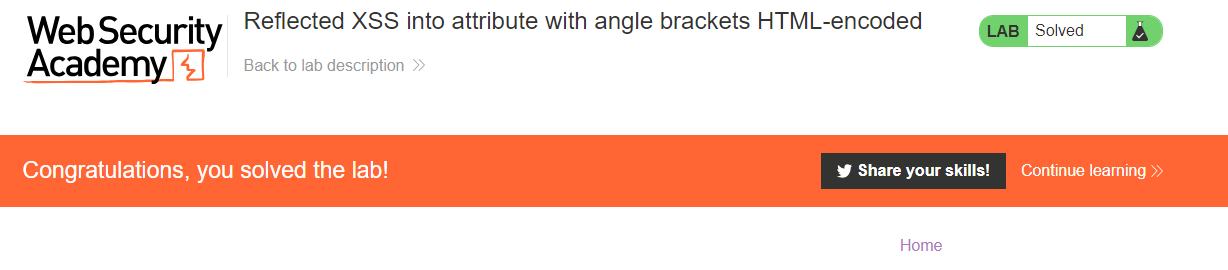 Web Security
Academy
Reflected XSS into attribute with angle brackets HTML-encoded
Back to lab description
LAB Solved
Congratulations, you solved the lab!
Share your skills!
Continue learning
Home